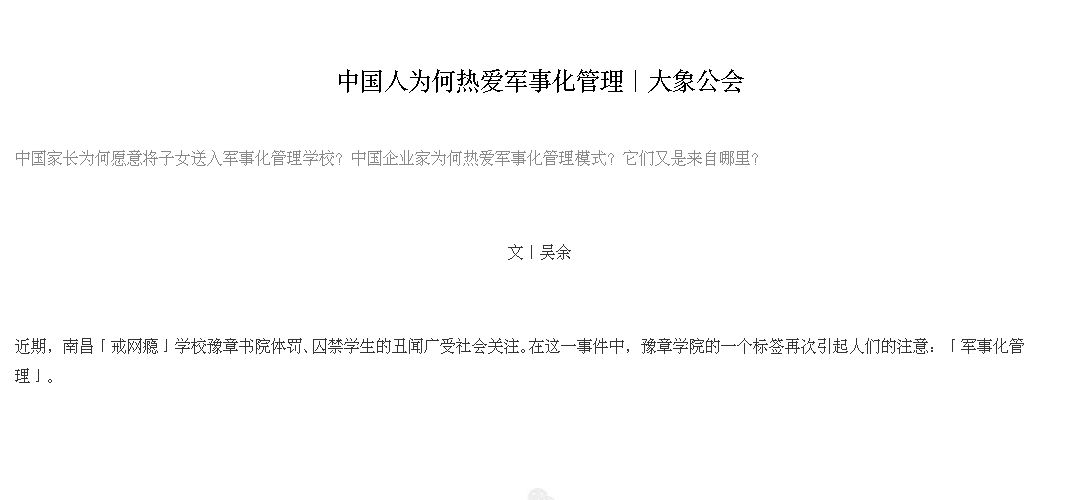 中国人为何热爱军事化管理｜大象公会
中国家长为何愿意将子女送入军事化管理学校？中国企业家为何热爱军事化管理模式？它们又是来自哪里？
文丨吴余
近期，南昌「戒网瘾」学校豫章书院体罚、囚禁学生的丑闻广受社会关注。在这一事件中，豫章学院的一个标签再次引起人们的注意：「军事化管
理」。